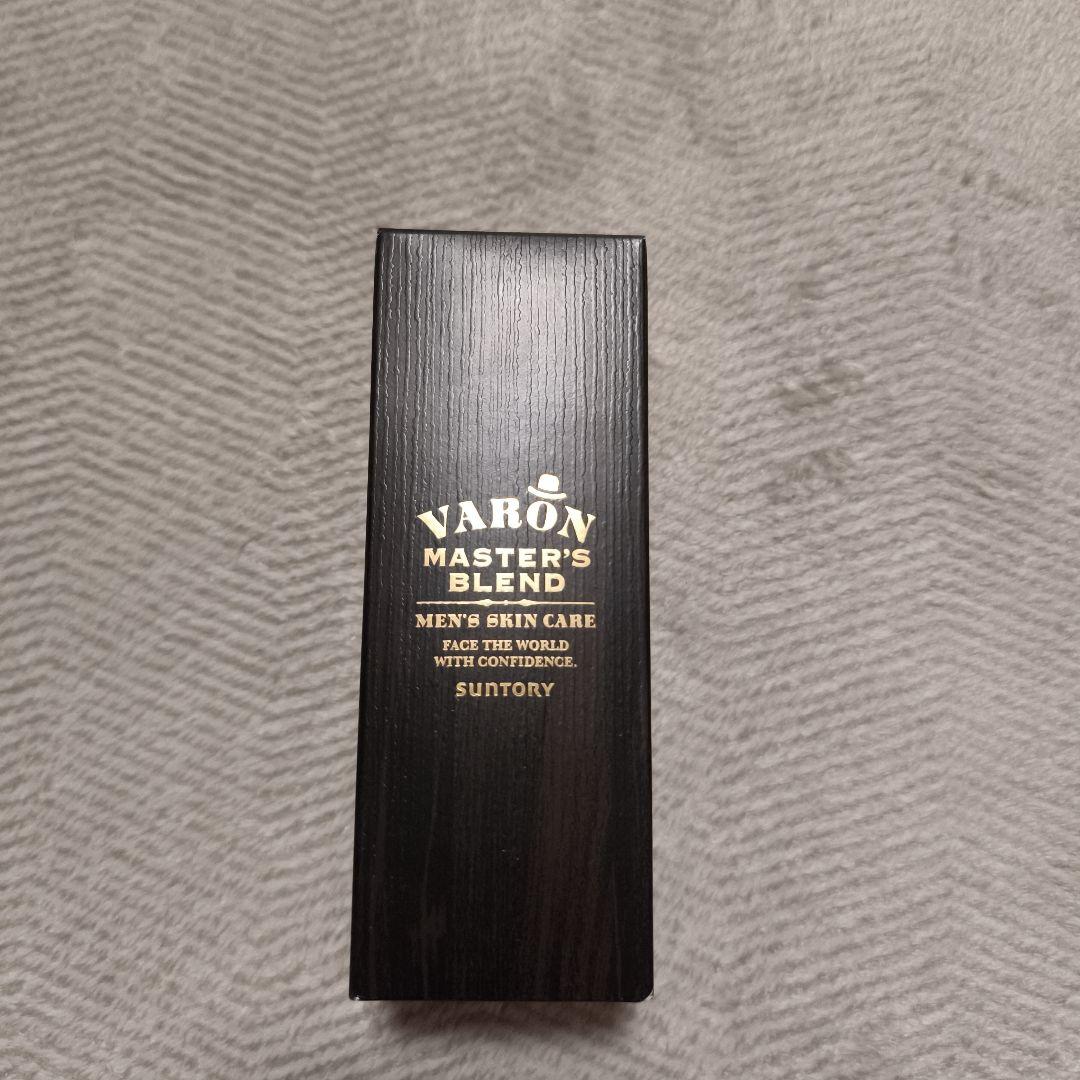 VARON
MASTER'S
BLEND
MEN'S SKIN CARE
FACE THE WORLD
WITH CONFIDENCE.
SUNTORY